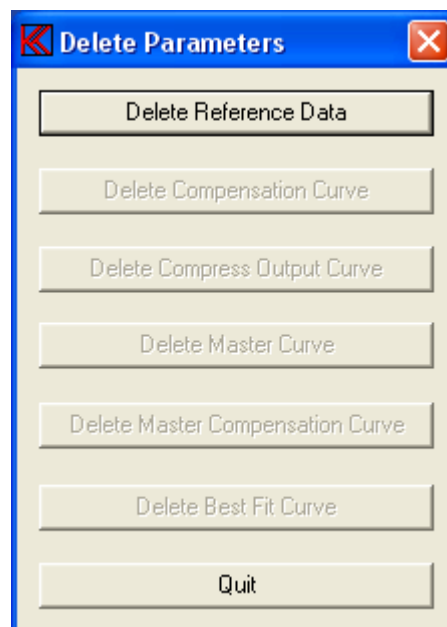 Delete Parameters
Delete Reference Data
Delete Compensation Curve
Delete Compress Output Curve
Delete Master Curve
Delete Master Compensation Curve
Delete Best Fit Curve
Quit